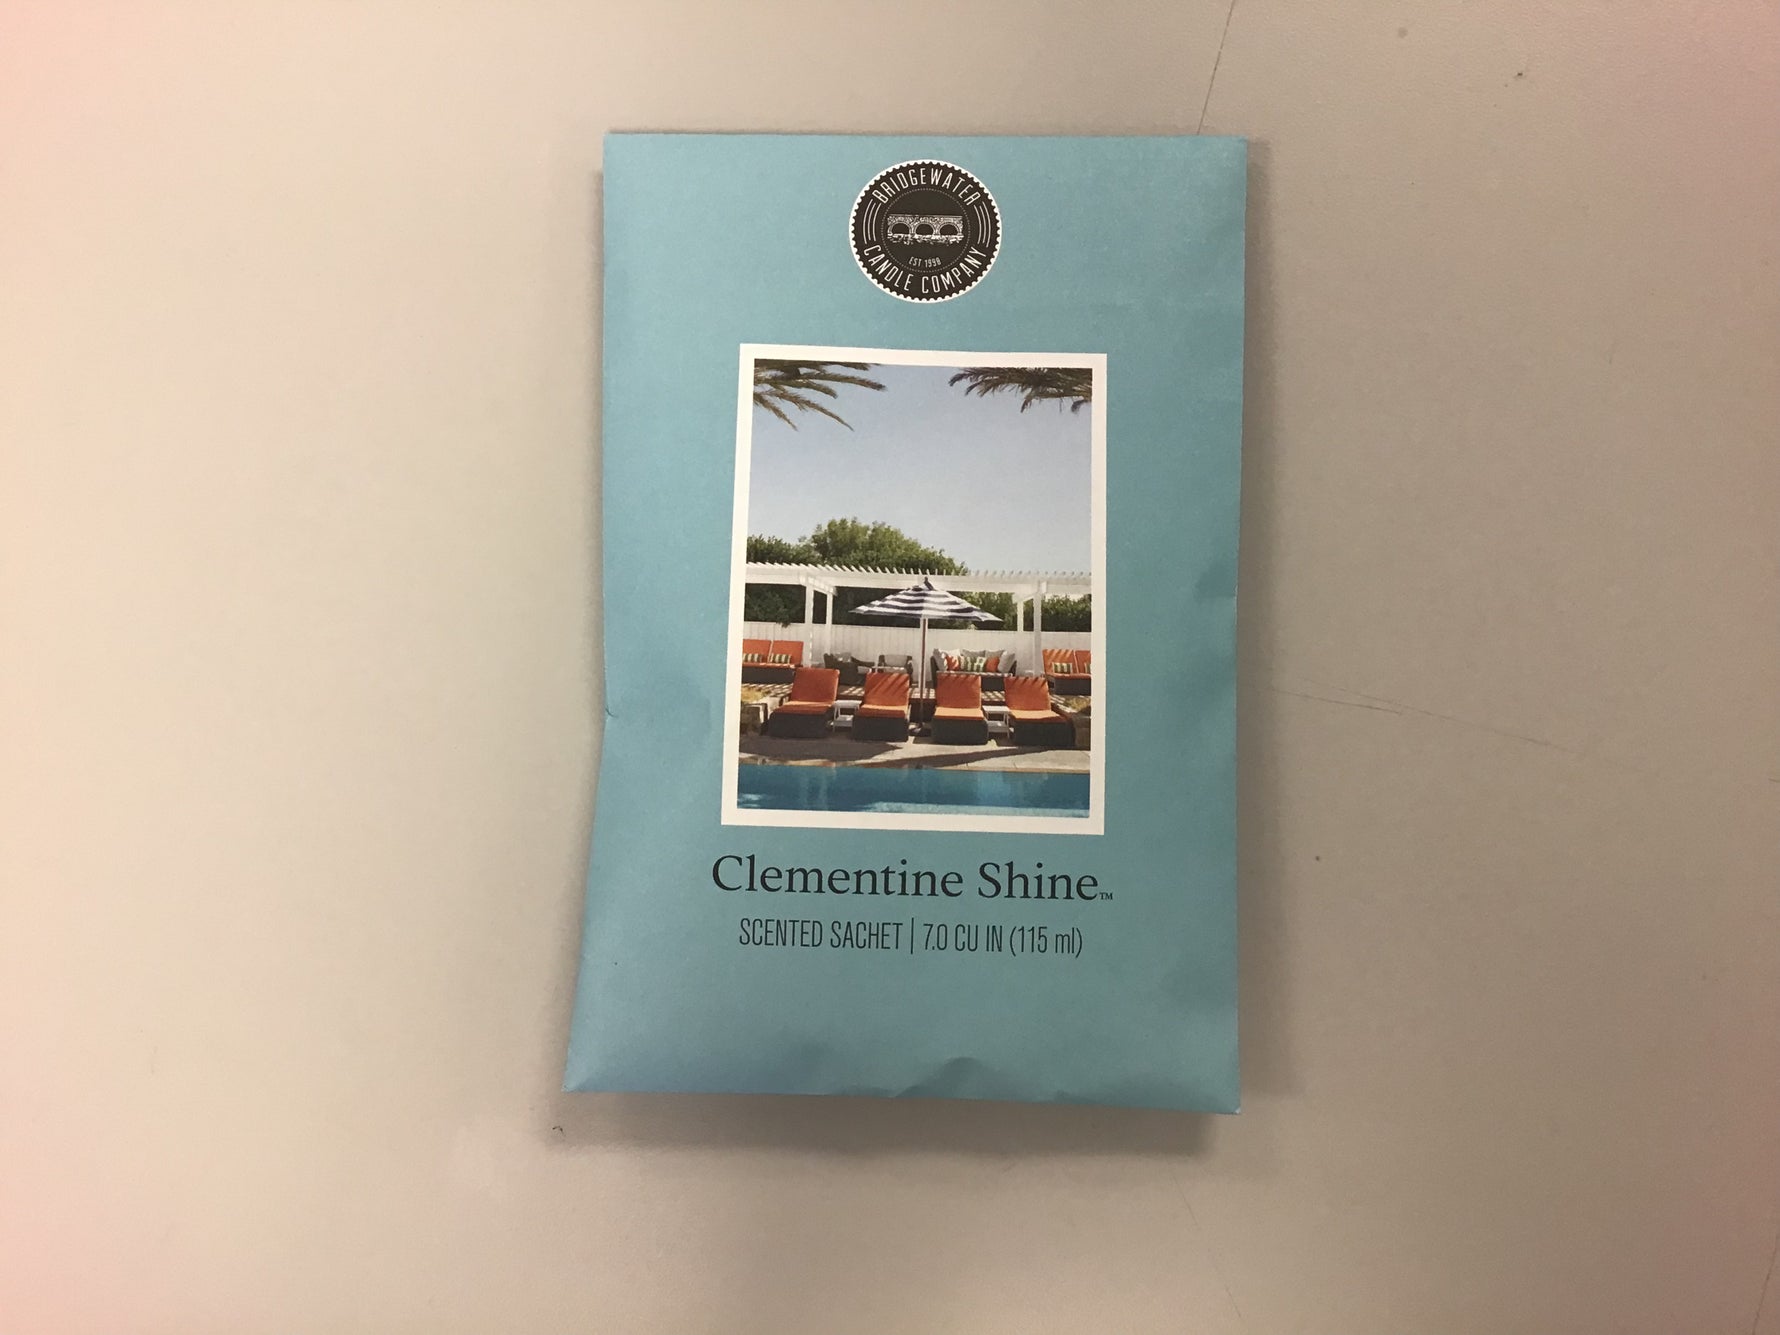 BRIDGEWATER
EST 1998
CANDLE COMPANY
Clementine Shine™
SCENTED SACHET | 7.0 CU IN (115 ml)